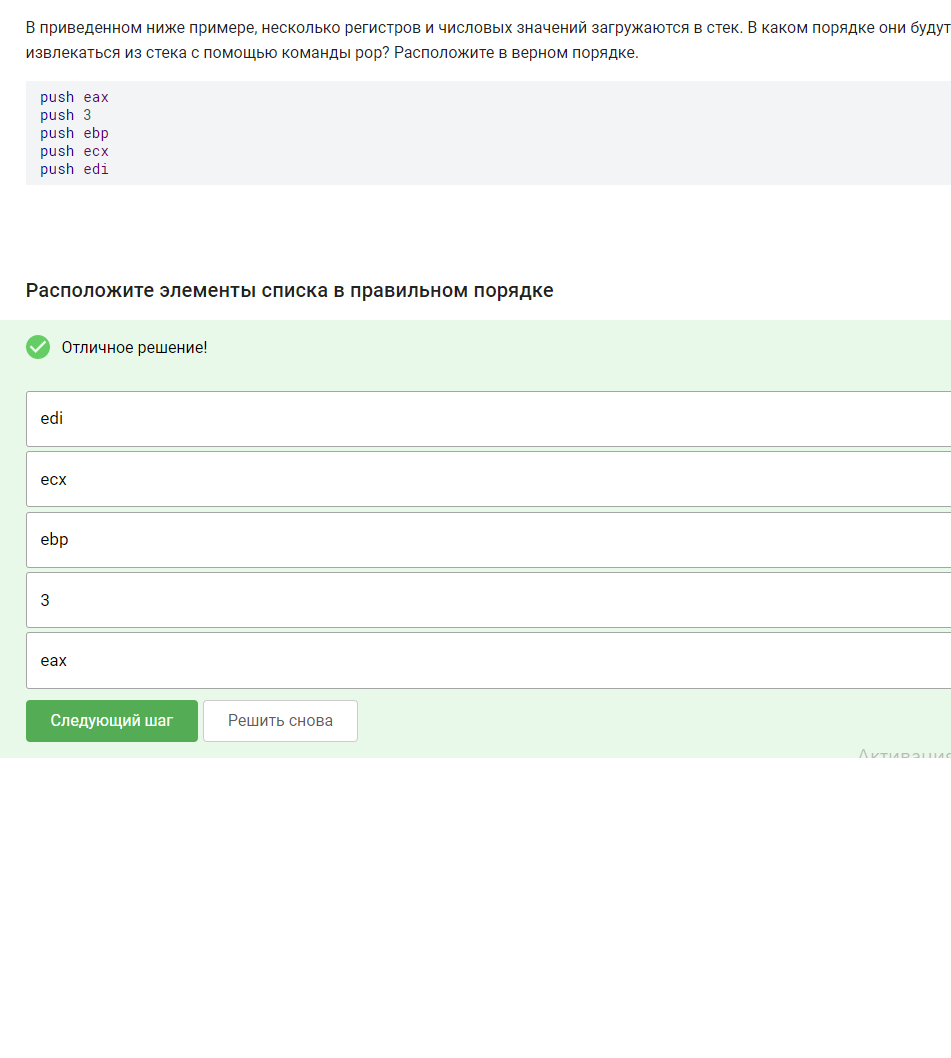 В приведенном ниже примере, несколько регистров и числовых значений загружаются в стек. В каком порядке они будут
извлекаться из стека с помощью команды pop? Расположите в верном порядке.
push eax
push 3
push ebp
push ecx
push edi
Расположите элементы списка в правильном порядке
Отличное решение!
edi
ecx
ebp
3
eax
Следующий шаг
Решить снова
Активация